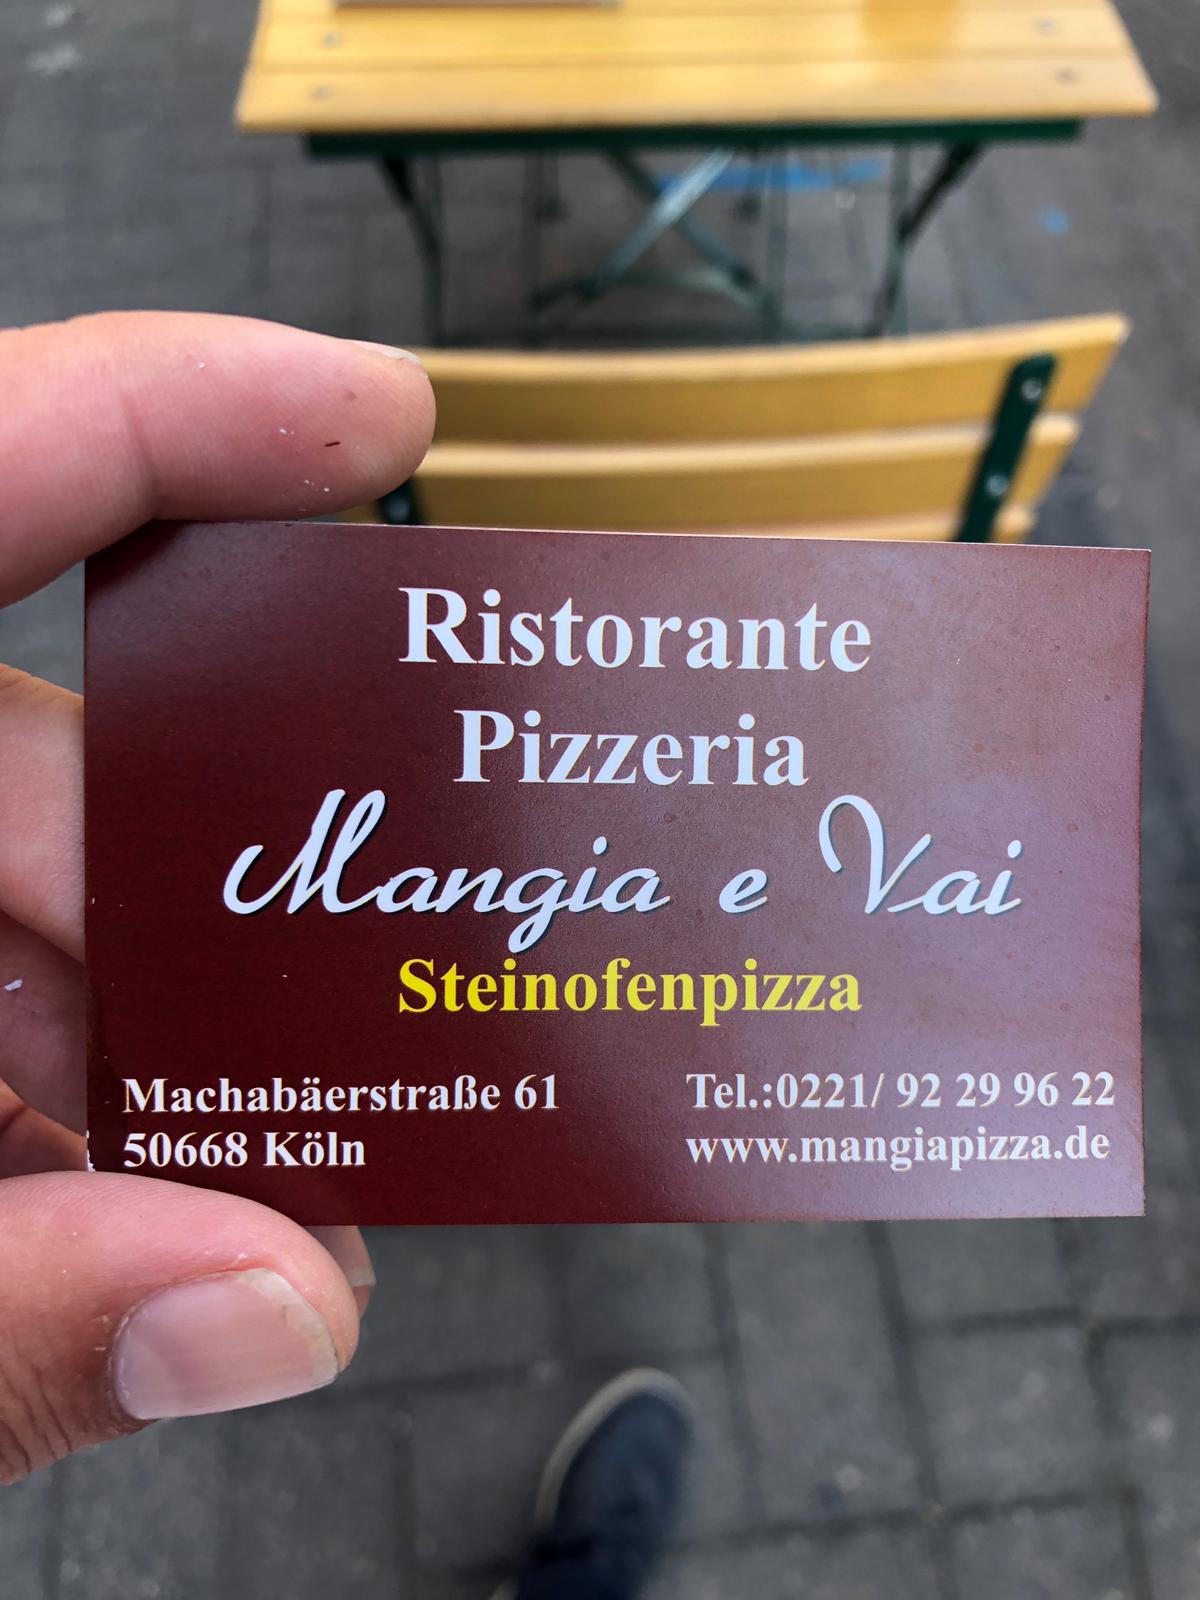 Ristorante
Pizzeria
Mangia e Vai
Steinofenpizza
Machabäerstraße 61
50668 Köln
Tel.:0221/ 92 29 96 22
www.mangiapizza.de